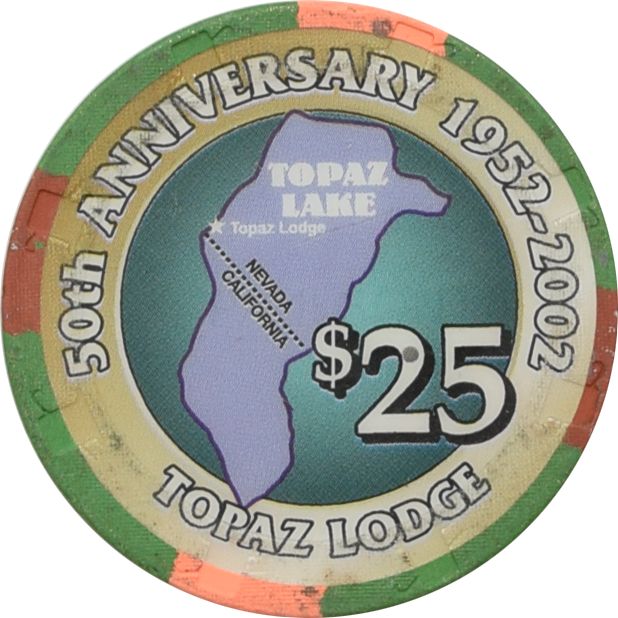 50th ANNIVERSARY 1952-2002
TOPAZ
LAKE
Topaz Lodge
NEVADA
CALIFORNIA
$25
TOPAZ LODGE